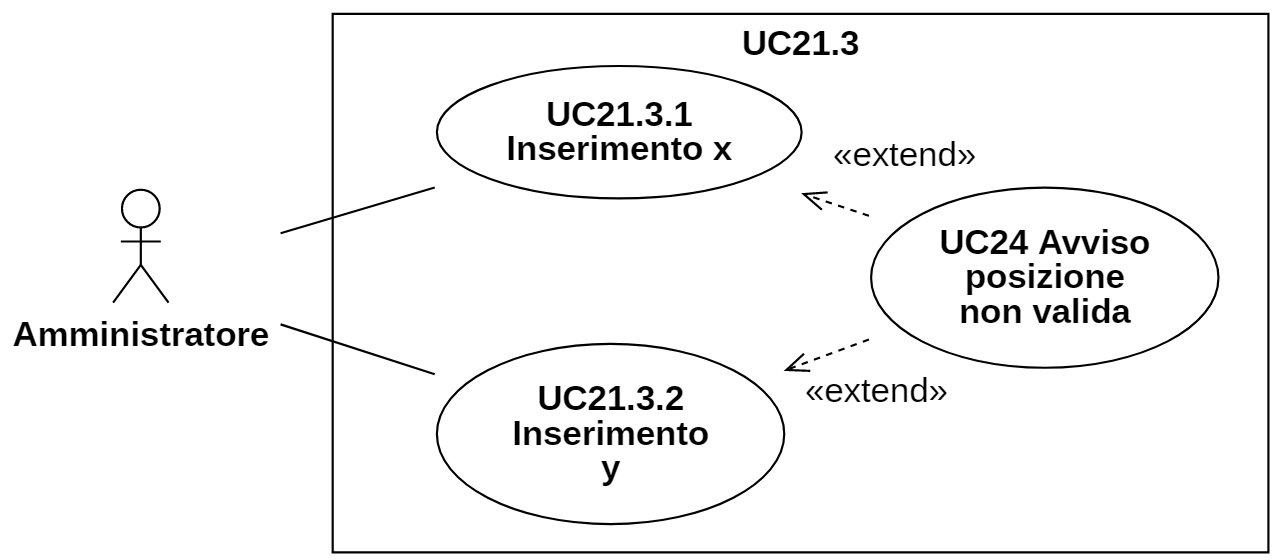 UC21.3
UC21.3.1
Inserimento x
«extend»
UC24 Avviso
posizione
non valida
Amministratore
«extend»
UC21.3.2
Inserimento
y